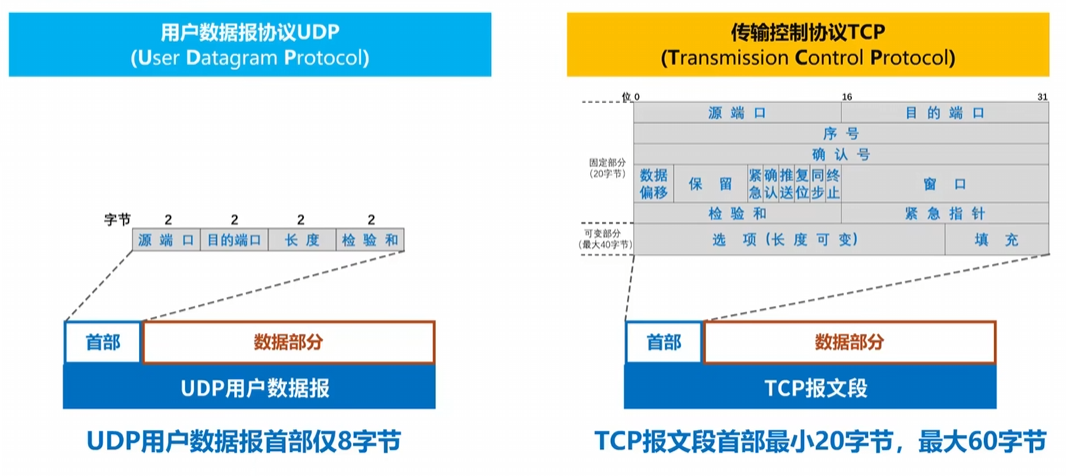 用户数据报协议UDP
(User Datagram Protocol)
字节 2 2 2 2
源端口 目的端口 长度 检验和
首部 数据部分
UDP用户数据报
UDP用户数据报首部仅8字节
传输控制协议TCP
(Transmission Control Protocol)
位 0 16 31
源端口 目的端口
序号
确认号
固定部分
(20字节)
数据偏移 保留 紧急 确认 推送 复位 同步 终止 窗口
检验和 紧急指针
可变部分
(最大40字节)
选项(长度可变) 填充
首部 数据部分
TCP报文段
TCP报文段首部最小20字节，最大60字节